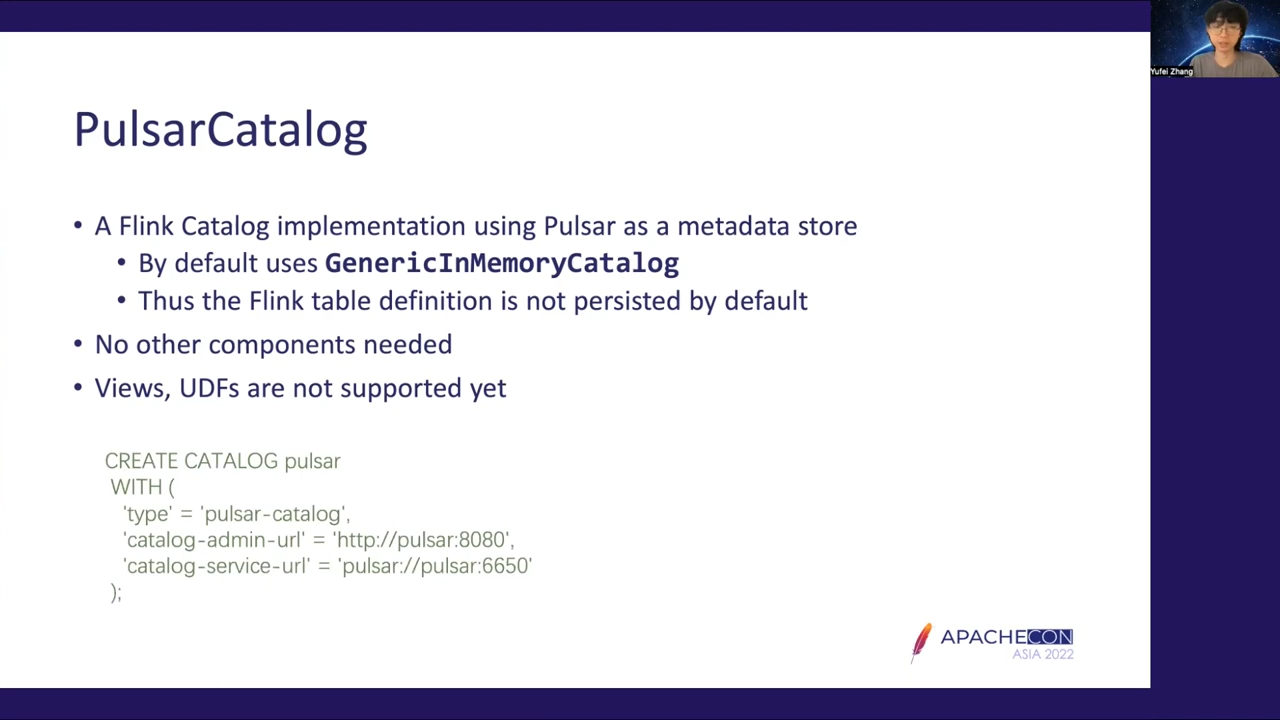 Yufei Zhang
PulsarCatalog
• A Flink Catalog implementation using Pulsar as a metadata store
• By default uses GenericInMemoryCatalog
• Thus the Flink table definition is not persisted by default
• No other components needed
• Views, UDFs are not supported yet
CREATE CATALOG pulsar
WITH (
'type' = 'pulsar-catalog',
'catalog-admin-url' = 'http://pulsar:8080',
'catalog-service-url' = 'pulsar://pulsar:6650'
);
APACHECON
ASIA 2022